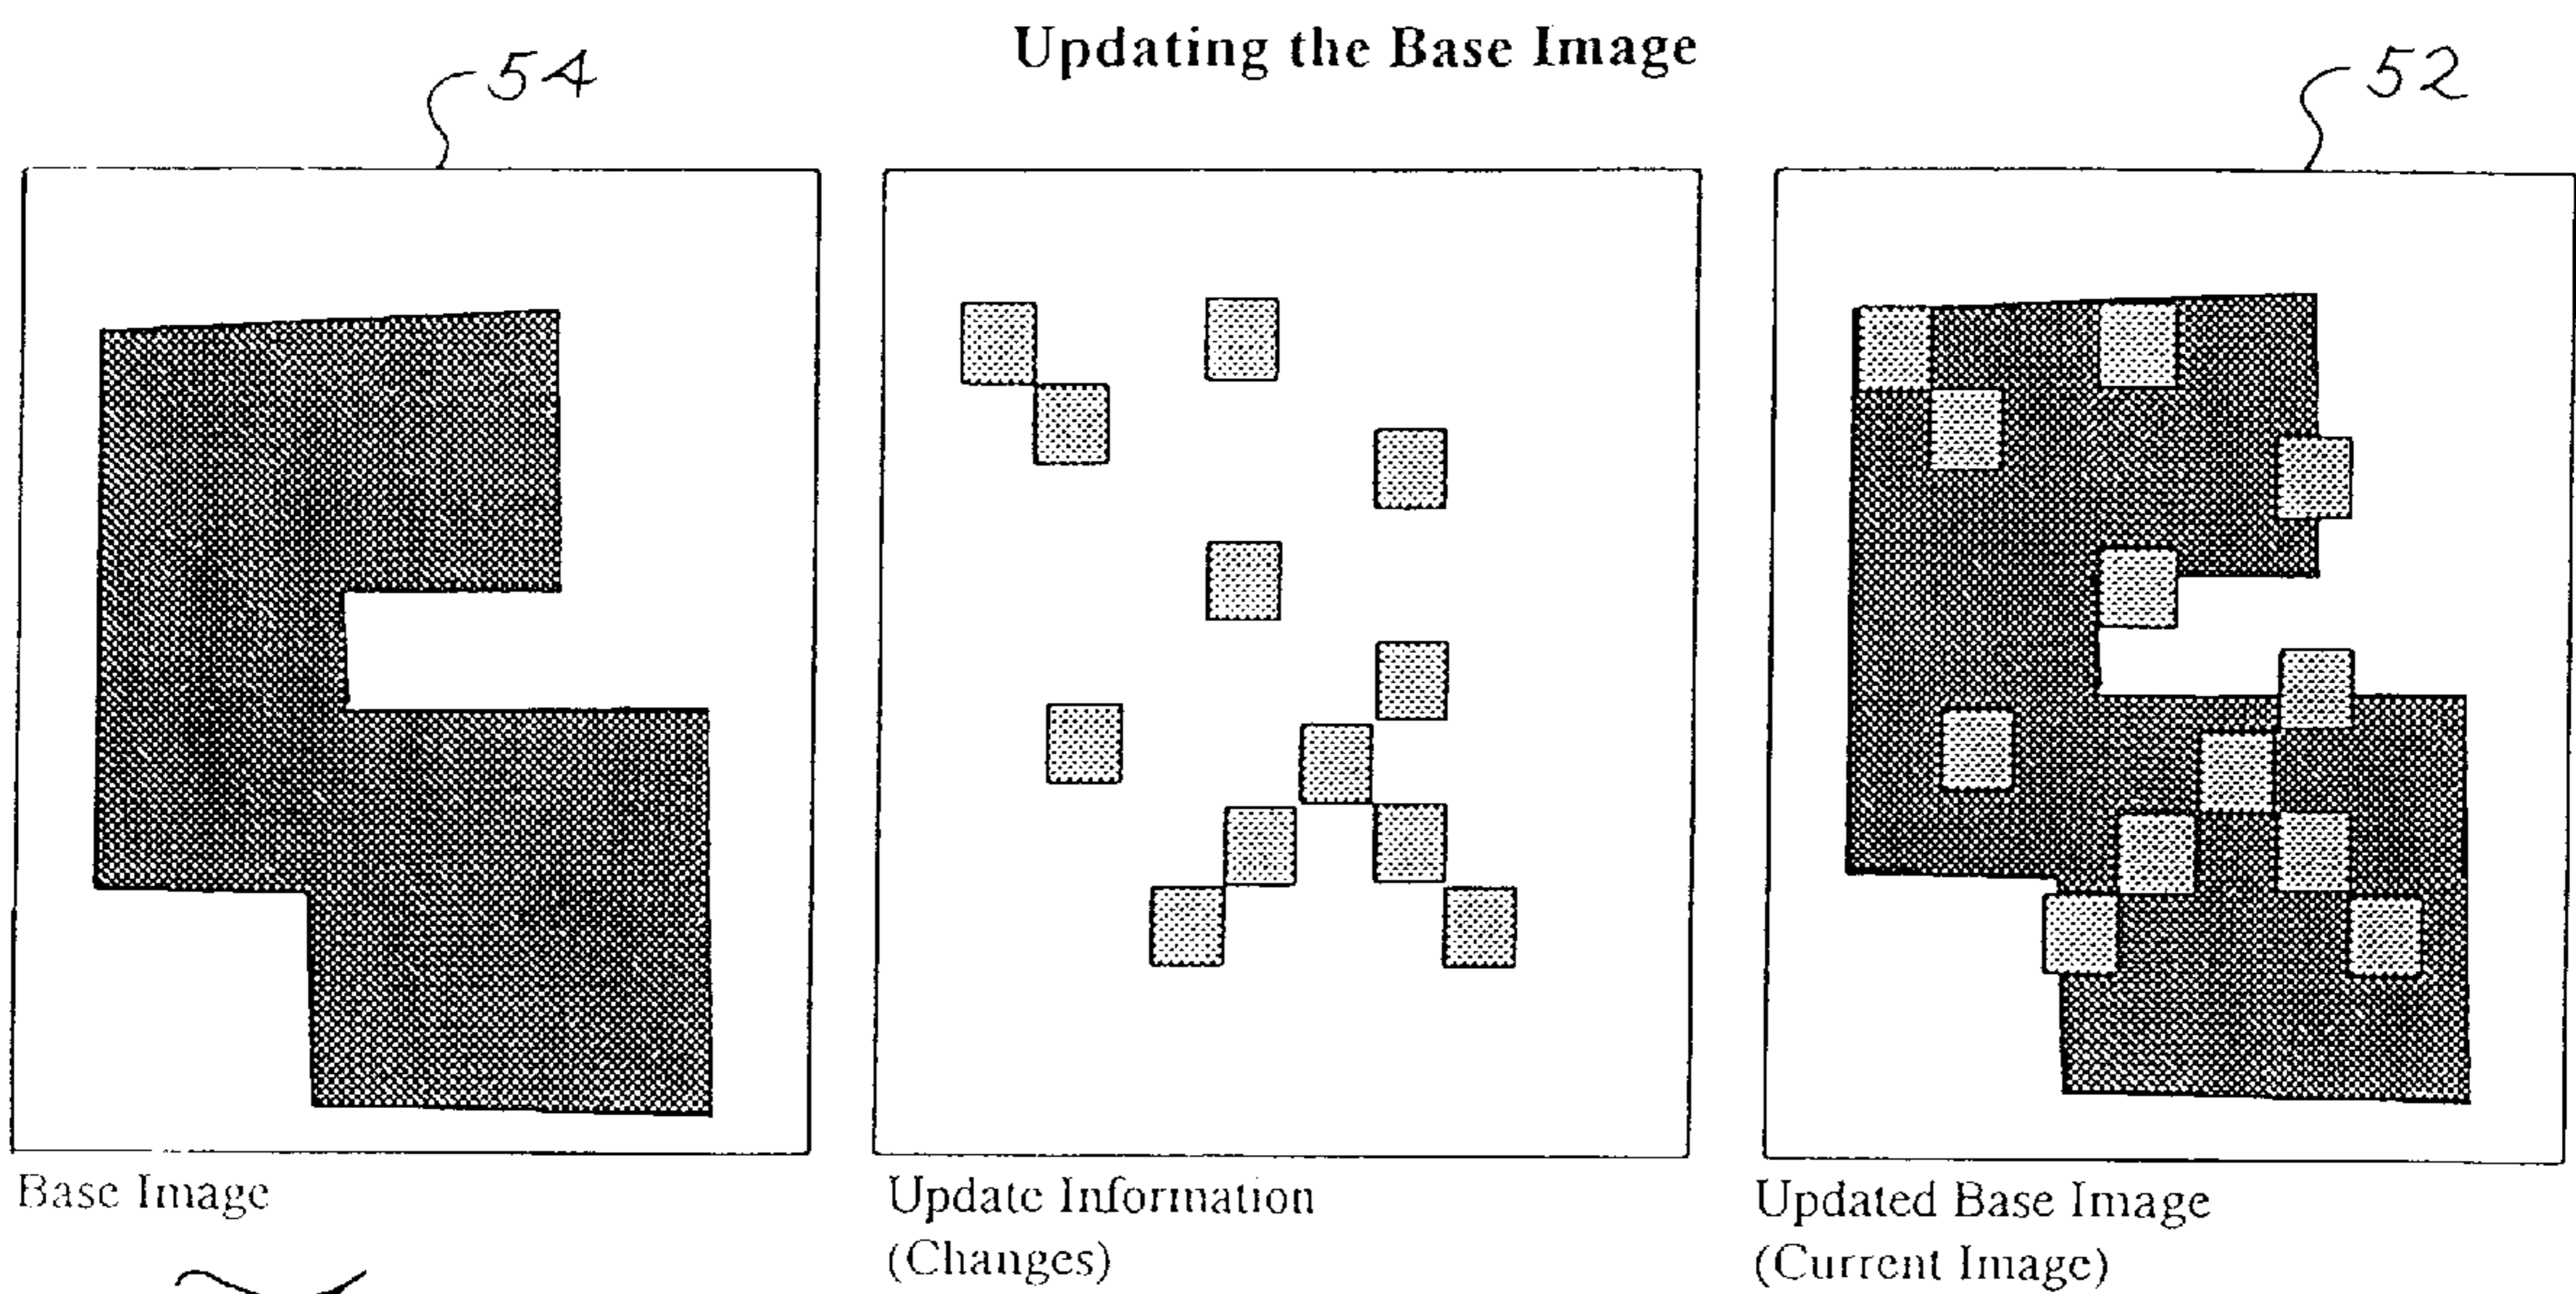 Updating the Base Image
54
52
Base Image
Update Information
(Changes)
Updated Base Image
(Current Image)